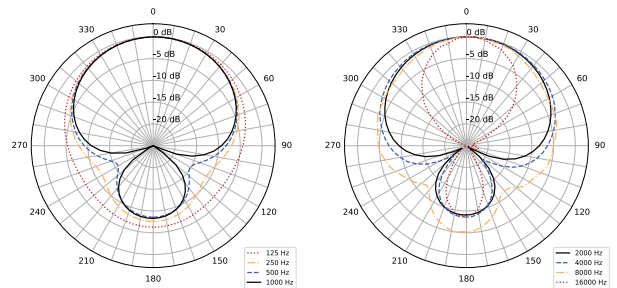 0
330
30
0 dB
-5 dB
300
60
-10 dB
-15 dB
-20 dB
270
90
240
120
210
150
180
125 Hz
250 Hz
500 Hz
1000 Hz
0
330
30
0 dB
-5 dB
300
60
-10 dB
-15 dB
-20 dB
270
90
240
120
210
150
180
2000 Hz
4000 Hz
8000 Hz
16000 Hz